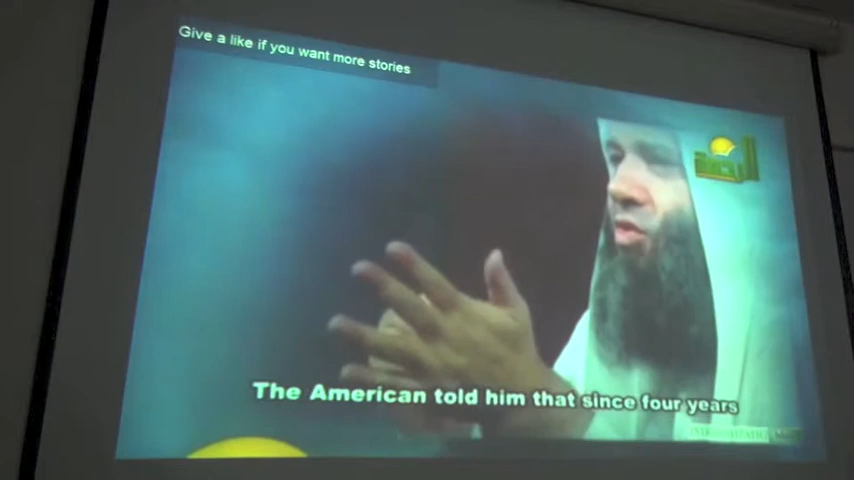 Give a like if you want more stories
The American told him that since four years